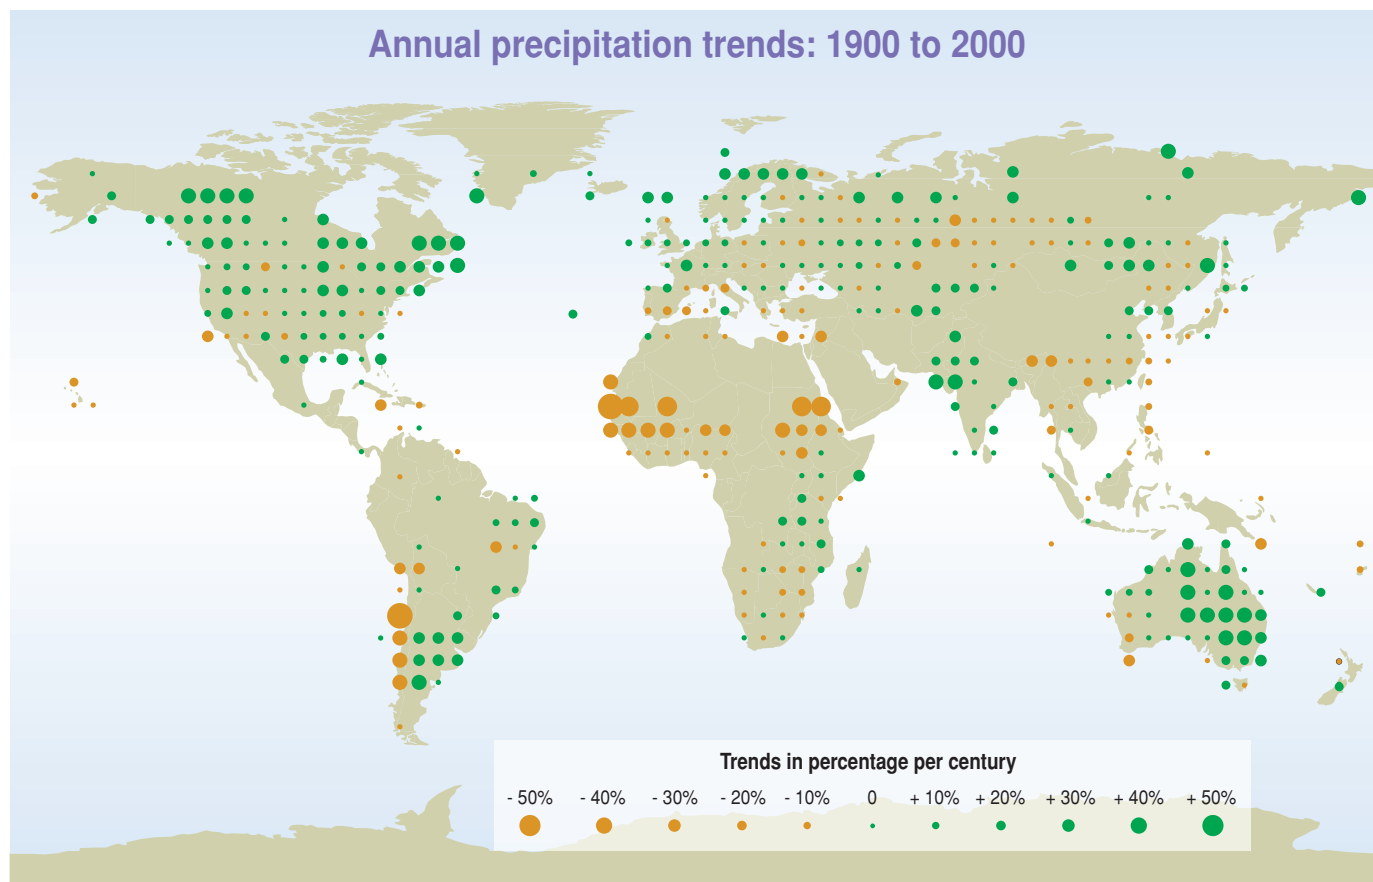 Annual precipitation trends: 1900 to 2000
Trends in percentage per century
- 50% - 40% - 30% - 20% - 10% 0 + 10% + 20% + 30% + 40% + 50%